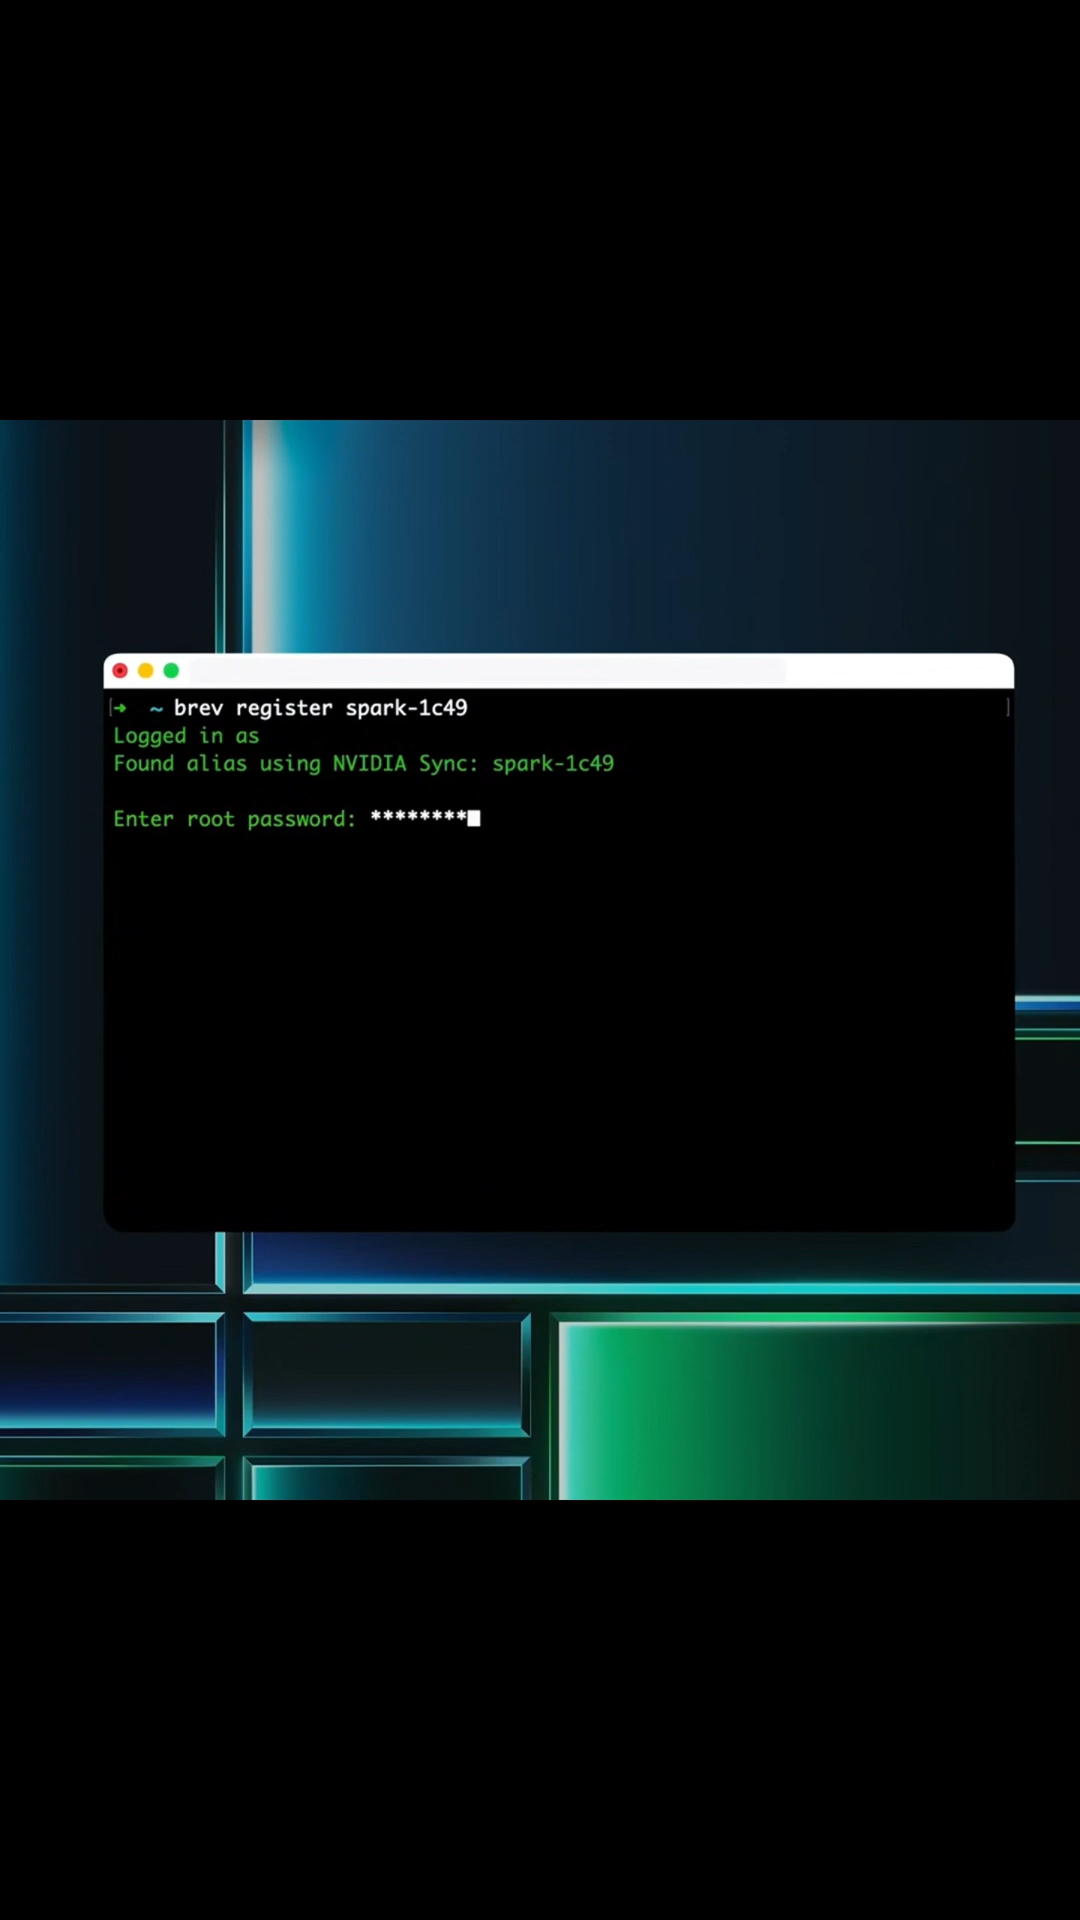 ➜ ~ brev register spark-1c49
Logged in as
Found alias using NVIDIA Sync: spark-1c49
Enter root password: ********